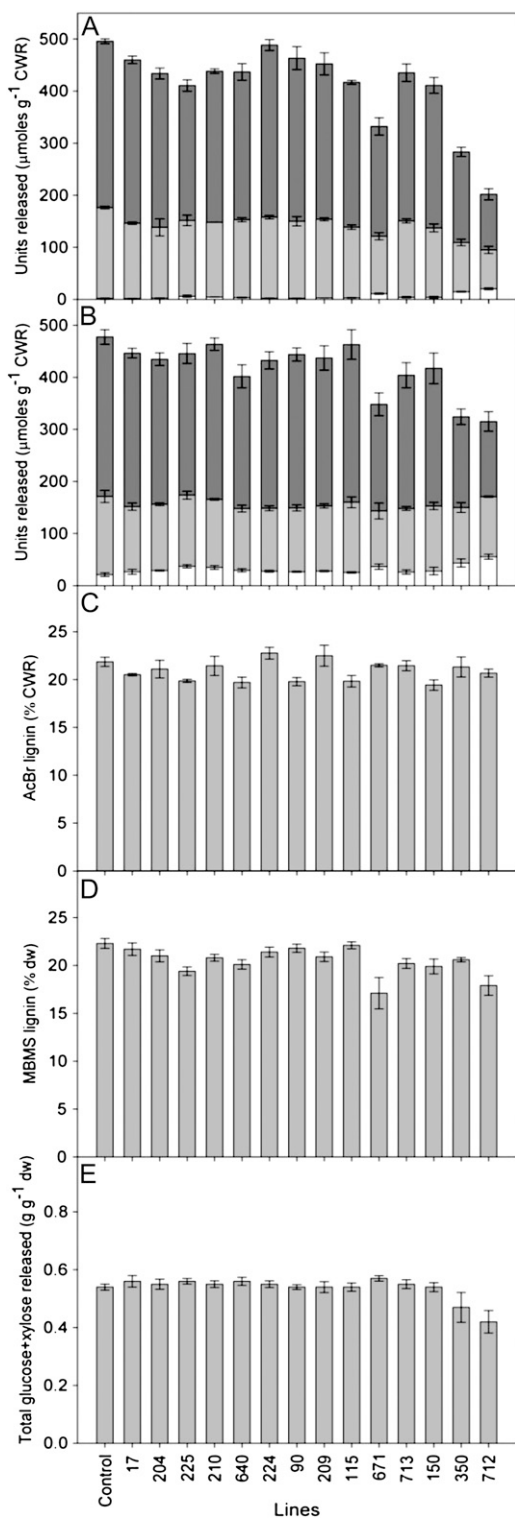 A
500
400
300
200
100
0
Units released (μmoles g⁻¹ CWR)
B
500
400
300
200
100
0
Units released (μmoles g⁻¹ CWR)
C
25
20
15
10
5
0
AcBr lignin (% CWR)
D
25
20
15
10
5
0
MBMS lignin (% dw)
E
0.8
0.6
0.4
0.2
0.0
Total glucose+xylose released (g g⁻¹ dw)
Control 17 204 225 210 640 224 90 209 115 671 713 150 350 712
Lines